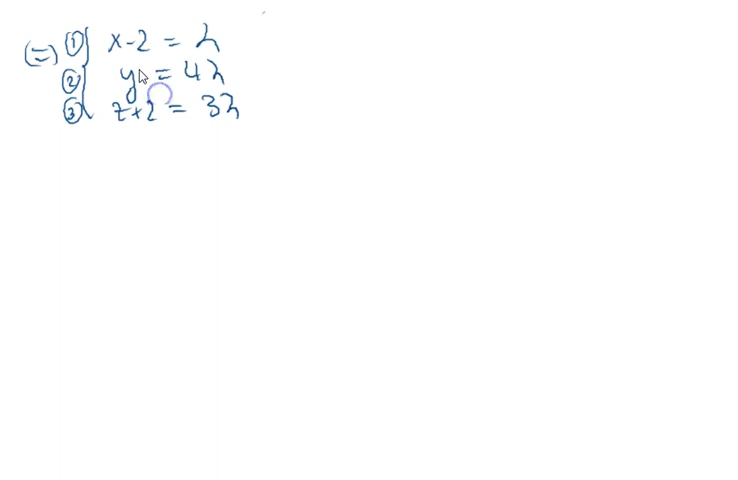 (=) ① x-2 = λ
② y = 4λ
③ z+2 = 3λ